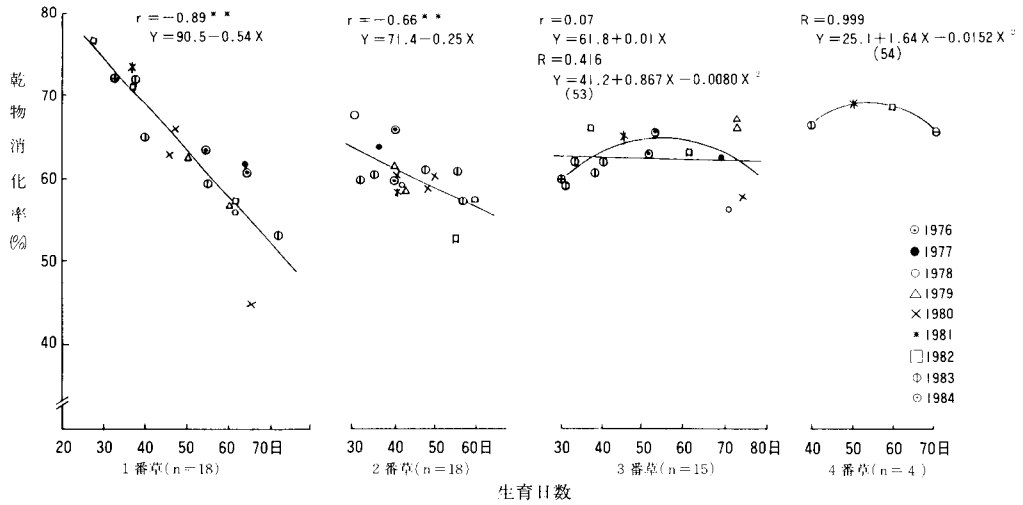 r = −0.89**
Y = 90.5−0.54 X
r = −0.66**
Y = 71.4−0.25 X
r = 0.07
Y = 61.8+0.01 X
R = 0.416
Y = 41.2+0.867 X−0.0080 X²
(53)
R = 0.999
Y = 25.1+1.64 X−0.0152 X²
(54)
乾物消化率(%)
80
70
60
50
40
1976
1977
1978
1979
1980
1981
1982
1983
1984
20 30 40 50 60 70日
30 40 50 60日
30 40 50 60 70 80日
40 50 60 70日
1番草(n=18)
2番草(n=18)
3番草(n=15)
4番草(n=4)
生育日数